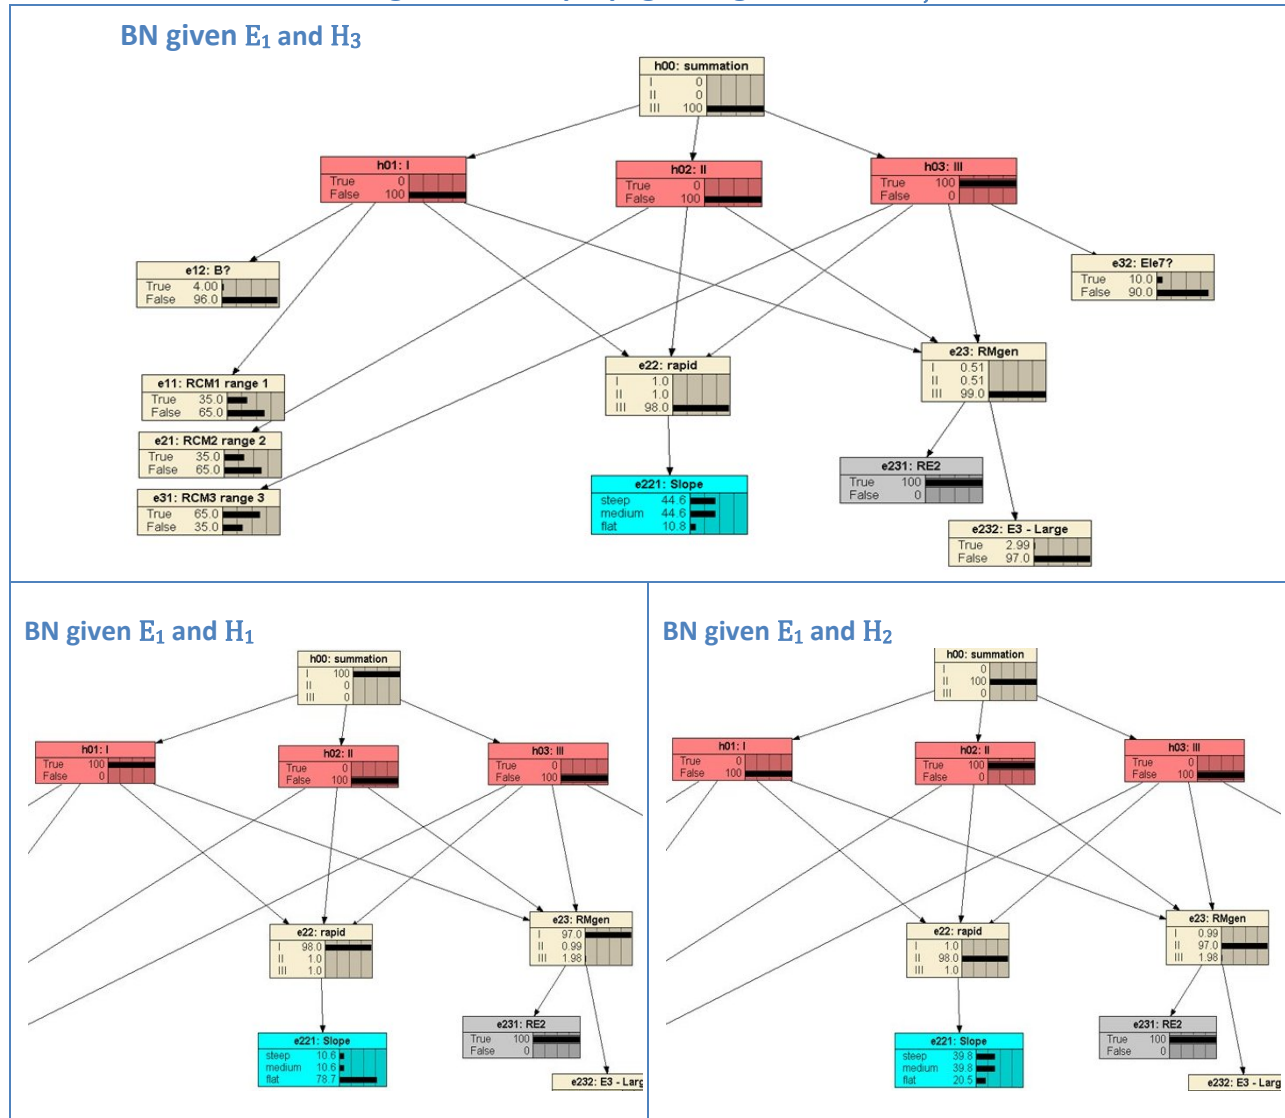 BN given E₁ and H₃
h00: summation
I 0
II 0
III 100
h01: I
True 0
False 100
h02: II
True 0
False 100
h03: III
True 100
False 0
e12: B?
True 4.00
False 96.0
e32: Ele7?
True 10.0
False 90.0
e22: rapid
I 1.0
II 1.0
III 98.0
e23: RMgen
I 0.51
II 0.51
III 99.0
e11: RCM1 range 1
True 35.0
False 65.0
e21: RCM2 range 2
True 35.0
False 65.0
e31: RCM3 range 3
True 65.0
False 35.0
e221: Slope
steep 44.6
medium 44.6
flat 10.8
e231: RE2
True 100
False 0
e232: E3 - Large
True 2.99
False 97.0
BN given E₁ and H₁
h00: summation
I 100
II 0
III 0
h01: I
True 100
False 0
h02: II
True 0
False 100
h03: III
True 0
False 100
e22: rapid
I 98.0
II 1.0
III 1.0
e23: RMgen
I 97.0
II 0.99
III 1.98
e231: RE2
True 100
False 0
e221: Slope
steep 10.6
medium 10.6
flat 78.7
e232: E3 - Larg
BN given E₁ and H₂
h00: summation
I 0
II 100
III 0
h01: I
True 0
False 100
h02: II
True 100
False 0
h03: III
True 0
False 100
e22: rapid
I 1.0
II 98.0
III 1.0
e23: RMgen
I 0.99
II 97.0
III 1.98
e231: RE2
True 100
False 0
e221: Slope
steep 39.8
medium 39.8
flat 20.5
e232: E3 - Larg